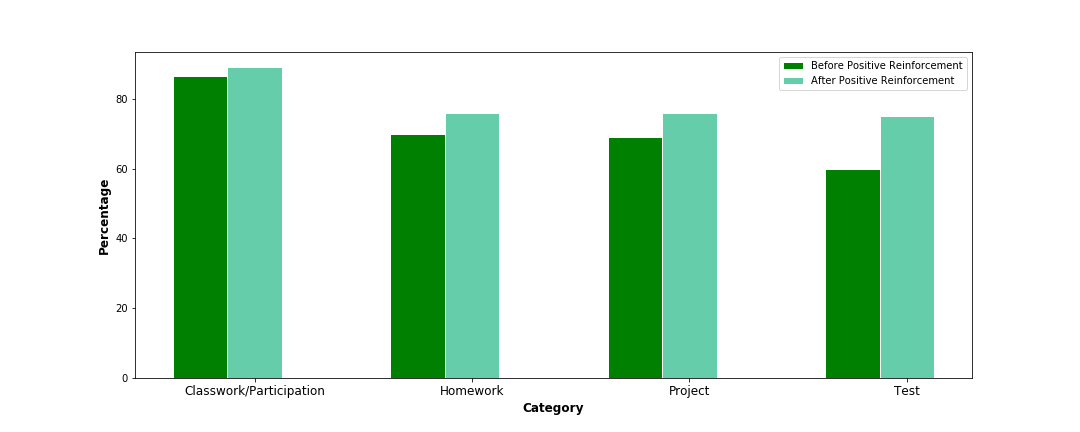 Before Positive Reinforcement
After Positive Reinforcement
Percentage
80
60
40
20
0
Classwork/Participation
Homework
Project
Test
Category